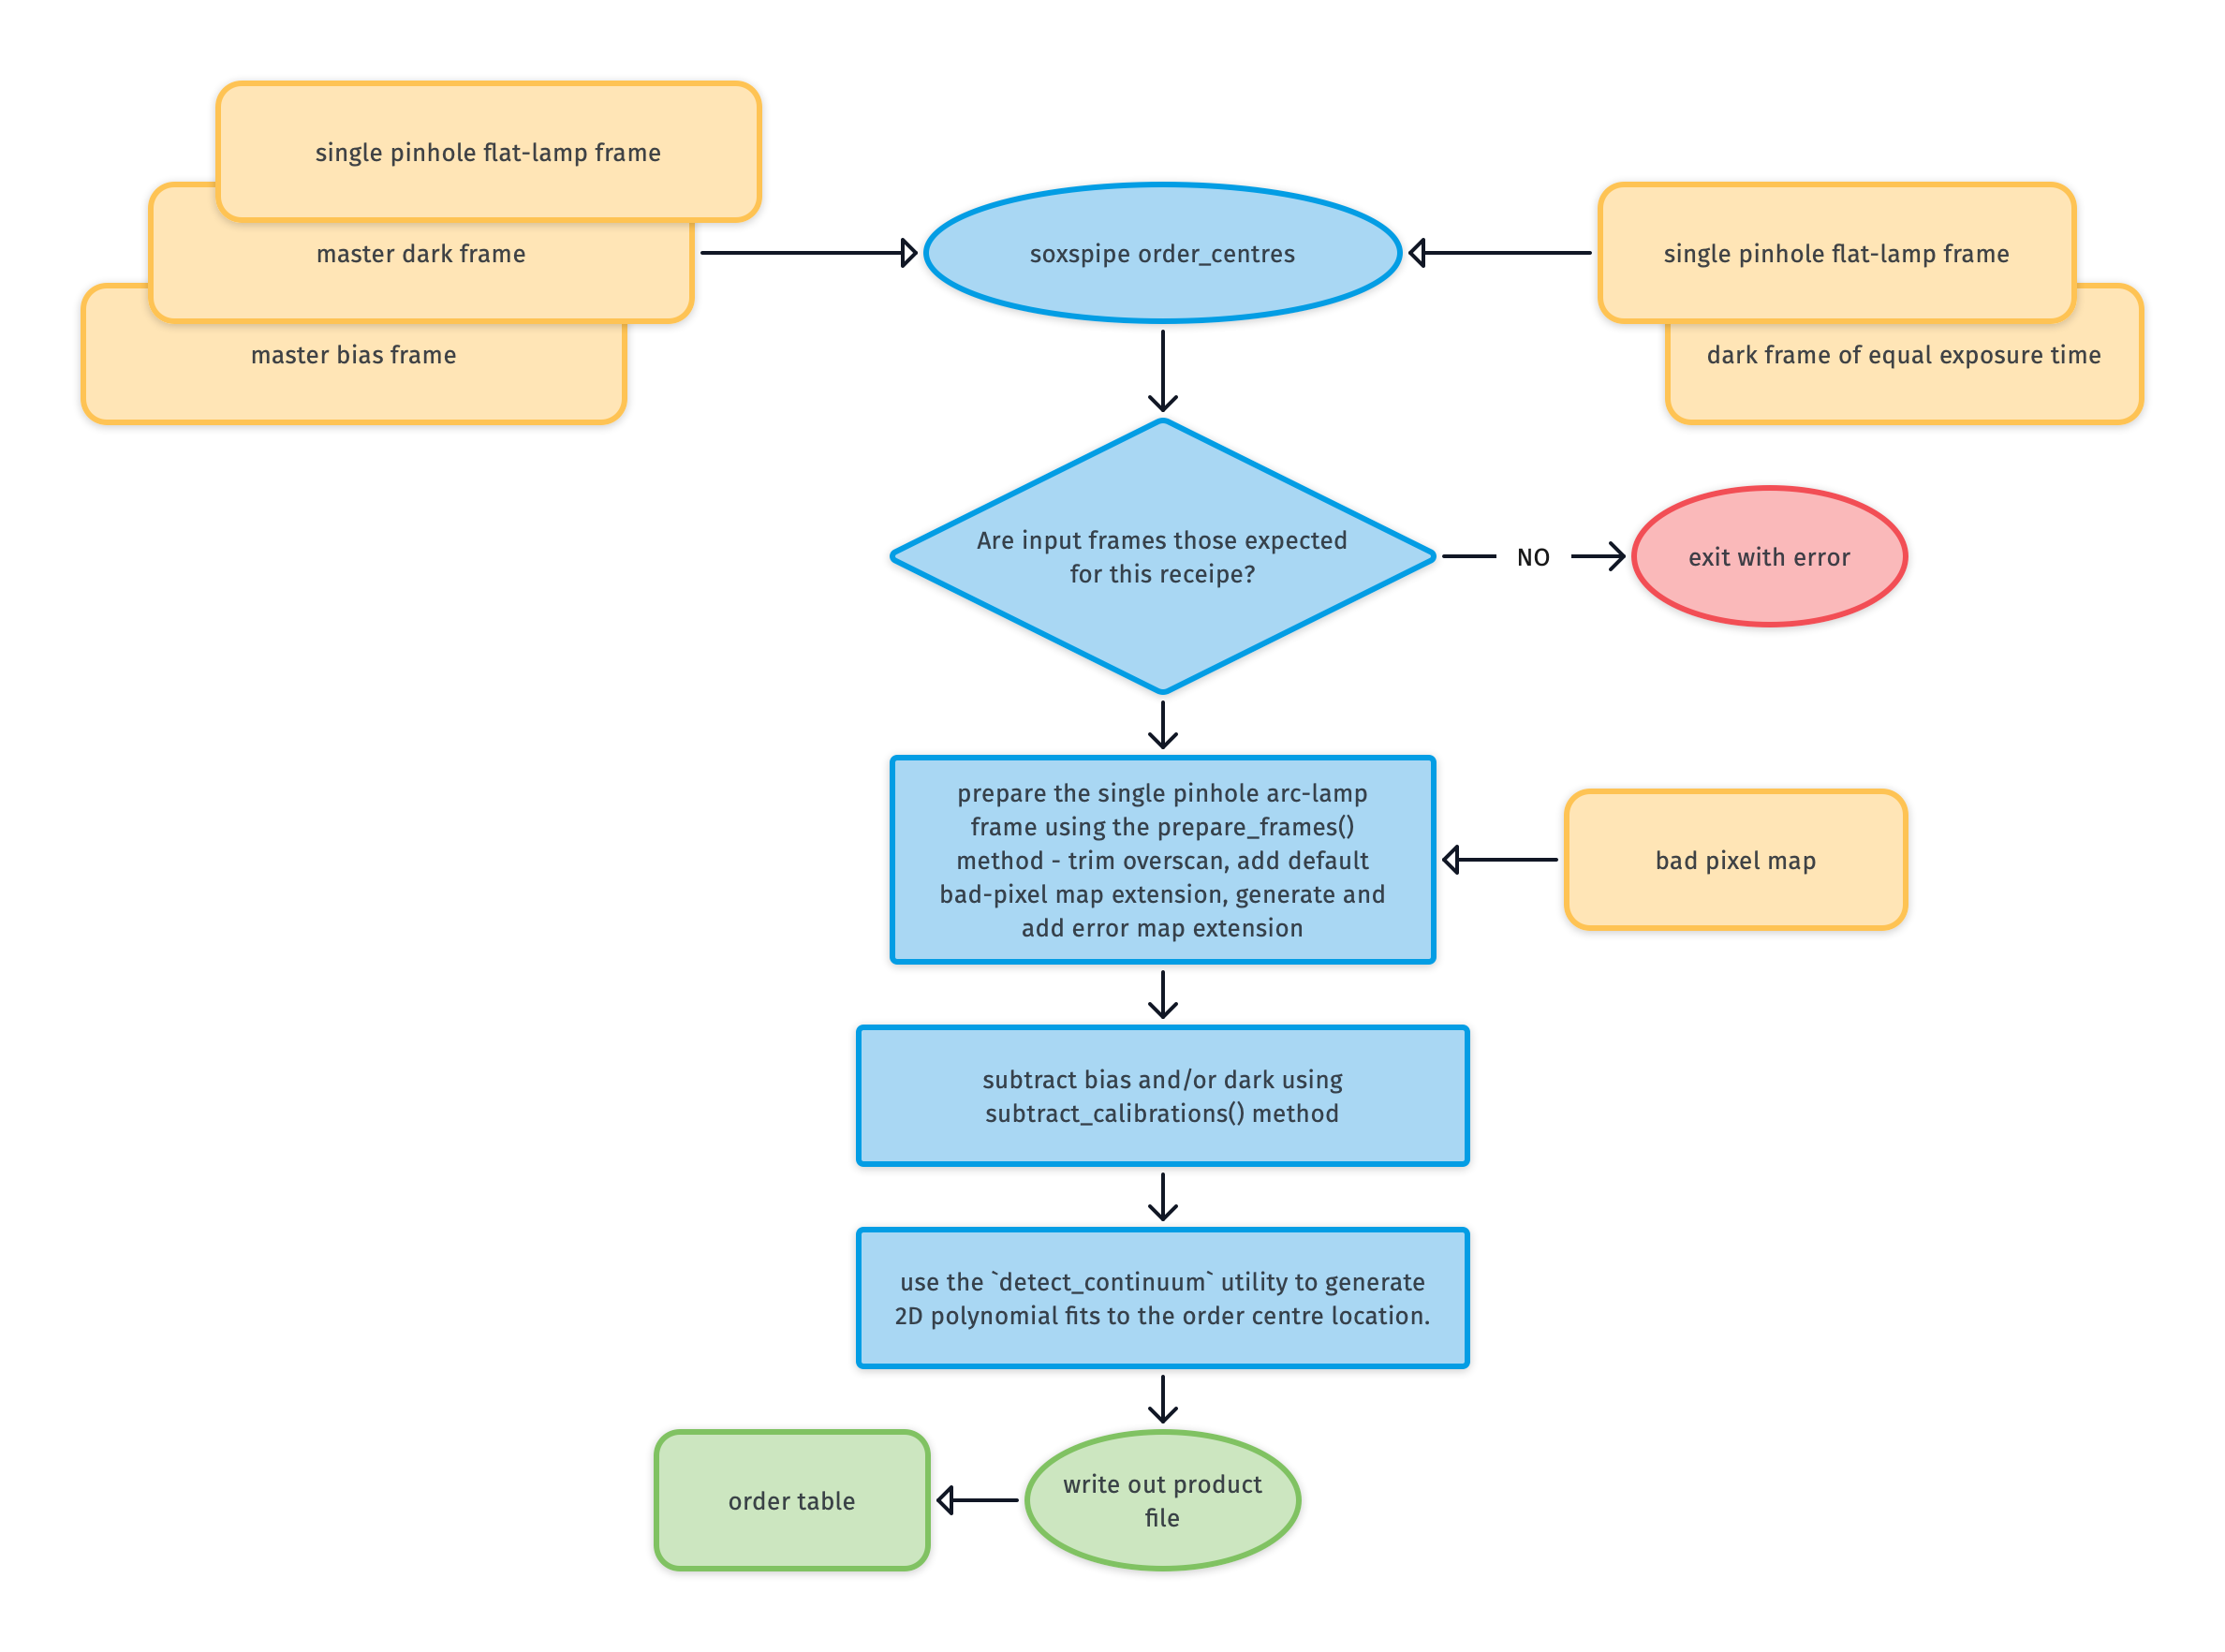 single pinhole flat-lamp frame
master dark frame
master bias frame
soxspipe order_centres
single pinhole flat-lamp frame
dark frame of equal exposure time
Are input frames those expected
for this receipe?
NO
exit with error
prepare the single pinhole arc-lamp
frame using the prepare_frames()
method - trim overscan, add default
bad-pixel map extension, generate and
add error map extension
bad pixel map
subtract bias and/or dark using
subtract_calibrations() method
use the `detect_continuum` utility to generate
2D polynomial fits to the order centre location.
write out product
file
order table